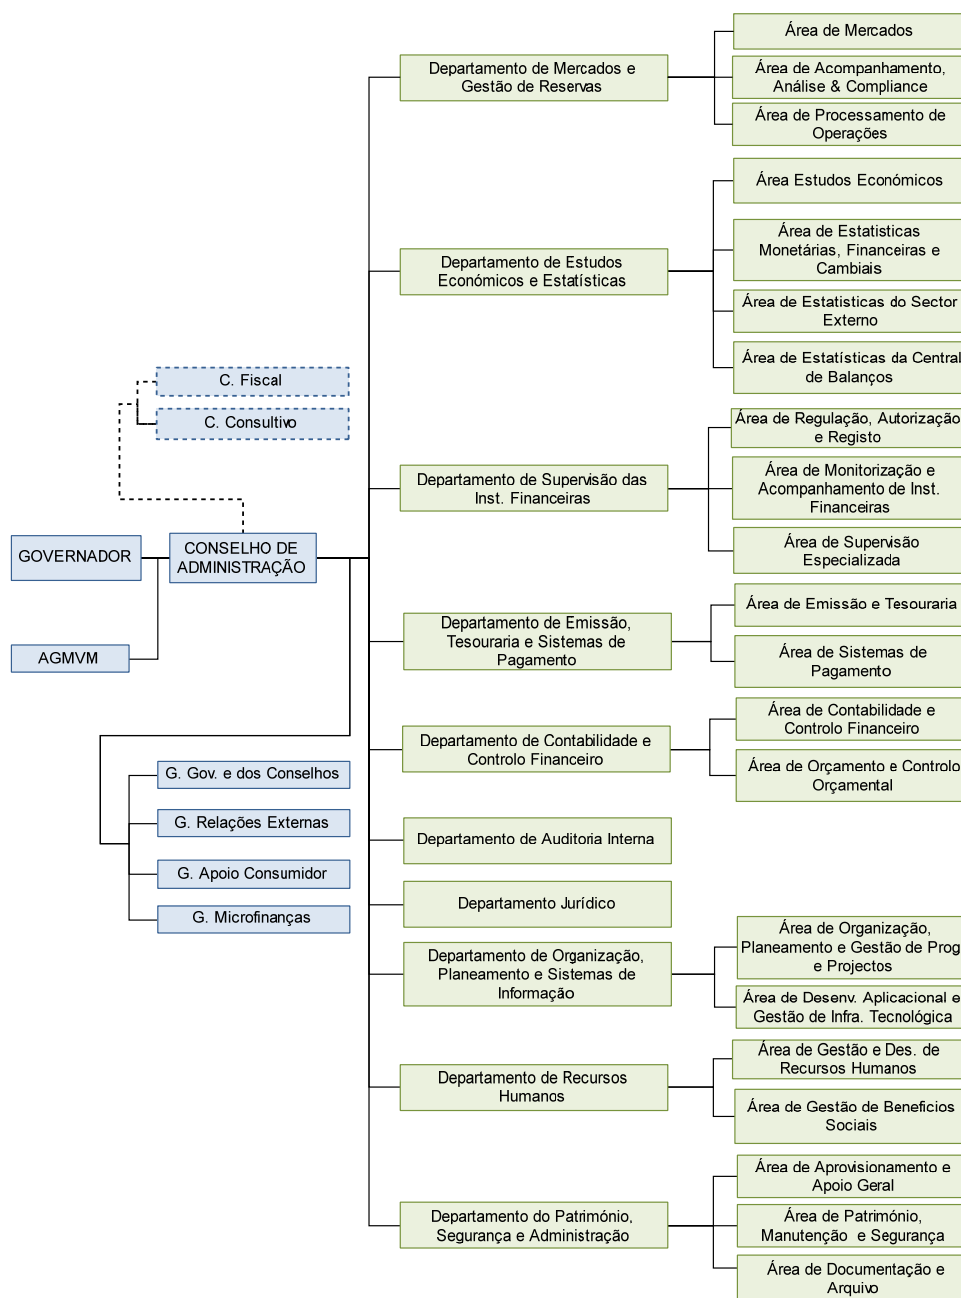 GOVERNADOR
AGMVM
CONSELHO DE
ADMINISTRAÇÃO
C. Fiscal
C. Consultivo
G. Gov. e dos Conselhos
G. Relações Externas
G. Apoio Consumidor
G. Microfinanças
Departamento de Mercados e
Gestão de Reservas
Área de Mercados
Área de Acompanhamento,
Análise & Compliance
Área de Processamento de
Operações
Departamento de Estudos
Económicos e Estatísticas
Área Estudos Económicos
Área de Estatisticas
Monetárias, Financeiras e
Cambiais
Área de Estatisticas do Sector
Externo
Área de Estatísticas da Central
de Balanços
Departamento de Supervisão das
Inst. Financeiras
Área de Regulação, Autorização
e Registo
Área de Monitorização e
Acompanhamento de Inst.
Financeiras
Área de Supervisão
Especializada
Departamento de Emissão,
Tesouraria e Sistemas de
Pagamento
Área de Emissão e Tesouraria
Área de Sistemas de
Pagamento
Departamento de Contabilidade e
Controlo Financeiro
Área de Contabilidade e
Controlo Financeiro
Área de Orçamento e Controlo
Orçamental
Departamento de Auditoria Interna
Departamento Jurídico
Departamento de Organização,
Planeamento e Sistemas de
Informação
Área de Organização,
Planeamento e Gestão de Prog
e Projectos
Área de Desenv. Aplicacional e
Gestão de Infra. Tecnológica
Departamento de Recursos
Humanos
Área de Gestão e Des. de
Recursos Humanos
Área de Gestão de Beneficios
Sociais
Departamento do Património,
Segurança e Administração
Área de Aprovisionamento e
Apoio Geral
Área de Património,
Manutenção e Segurança
Área de Documentação e
Arquivo